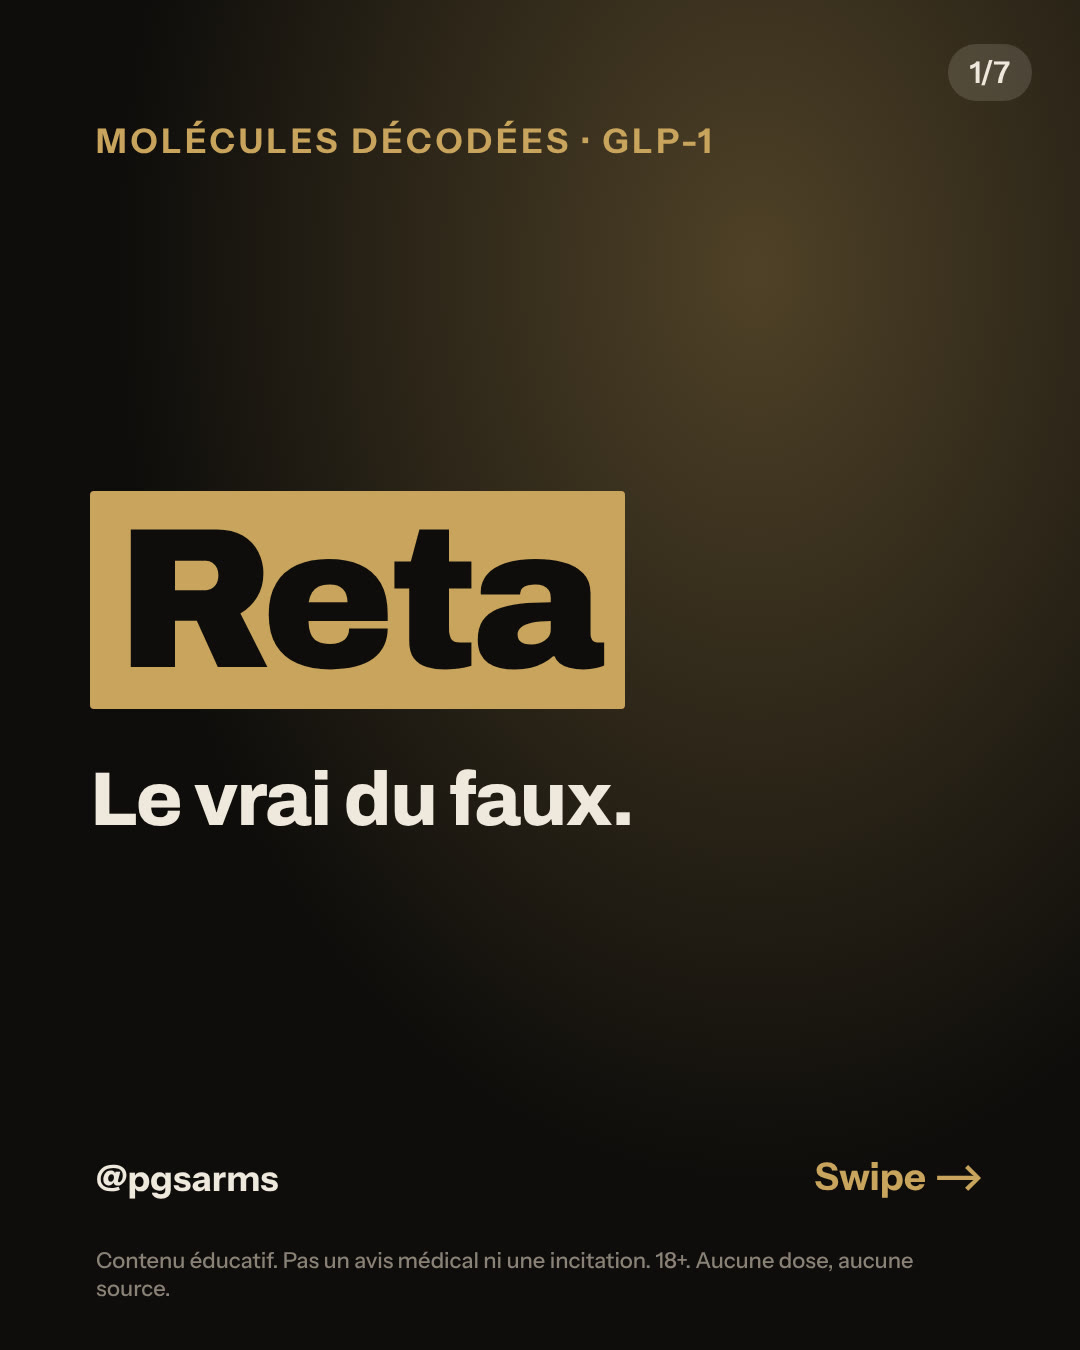 1/7
MOLÉCULES DÉCODÉES · GLP-1
Reta
Le vrai du faux.
@pgsarms
Swipe →
Contenu éducatif. Pas un avis médical ni une incitation. 18+. Aucune dose, aucune
source.